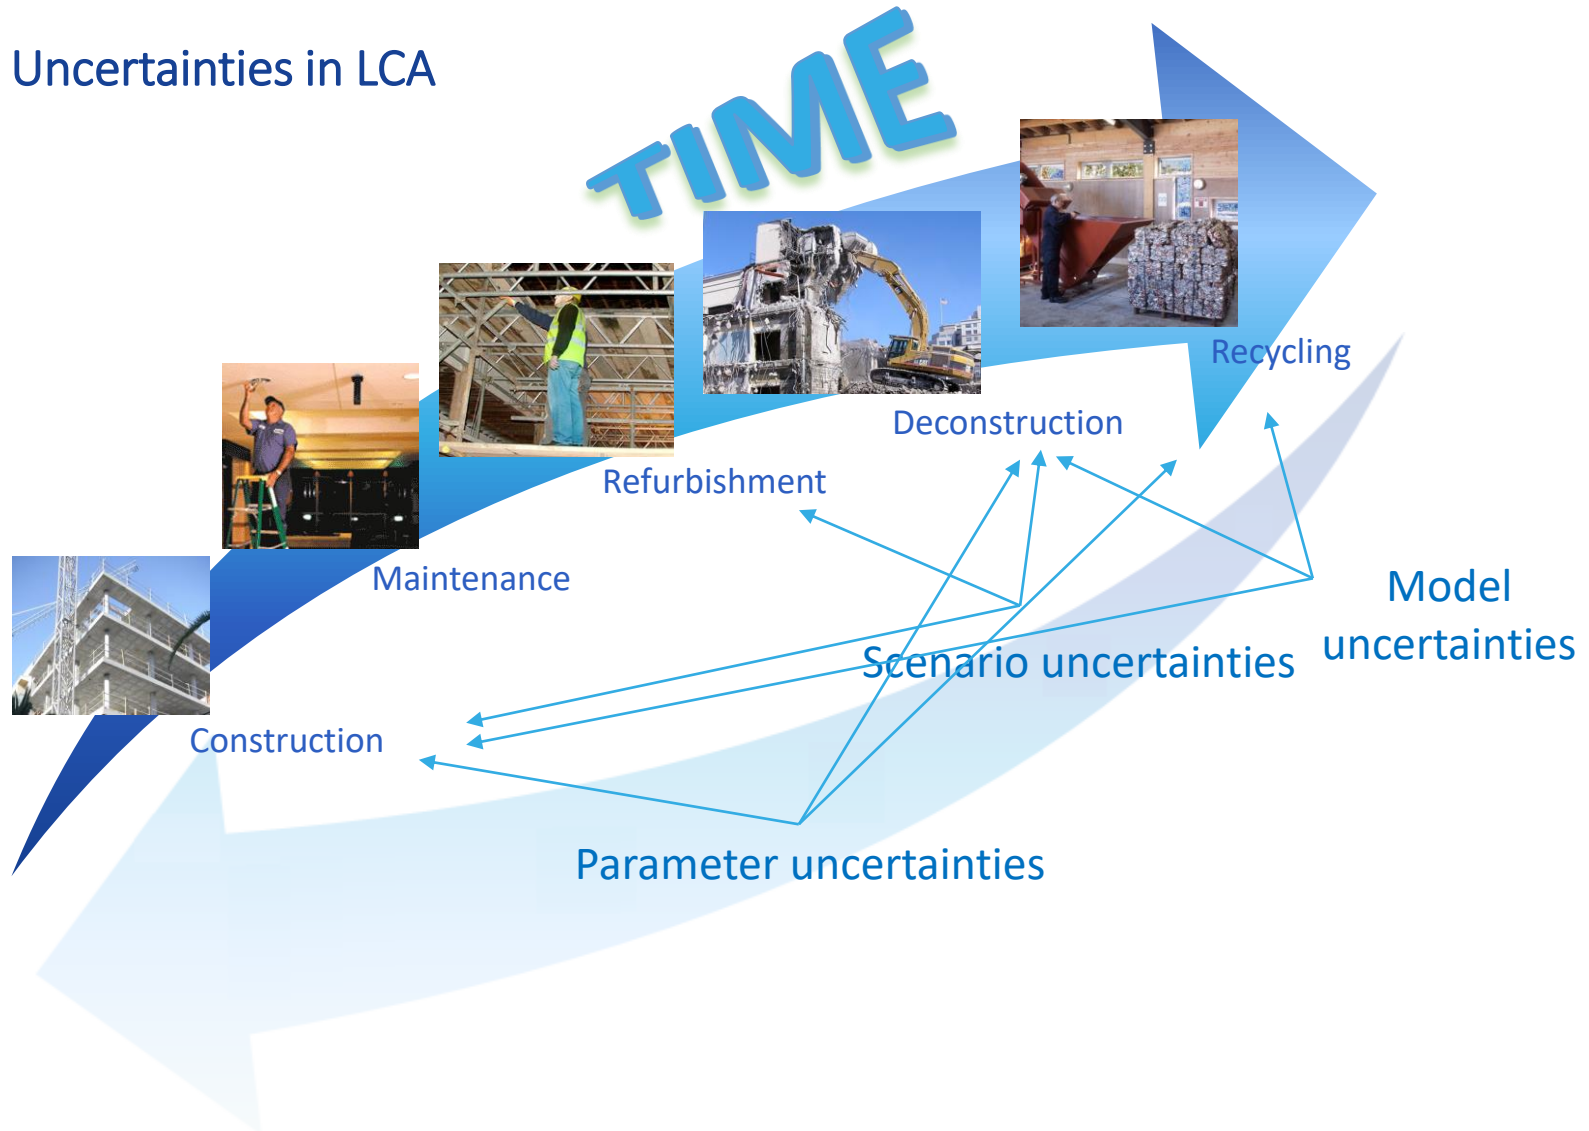 Uncertainties in LCA
TIME
Recycling
Deconstruction
Refurbishment
Maintenance
Construction
Model
uncertainties
Scenario uncertainties
Parameter uncertainties